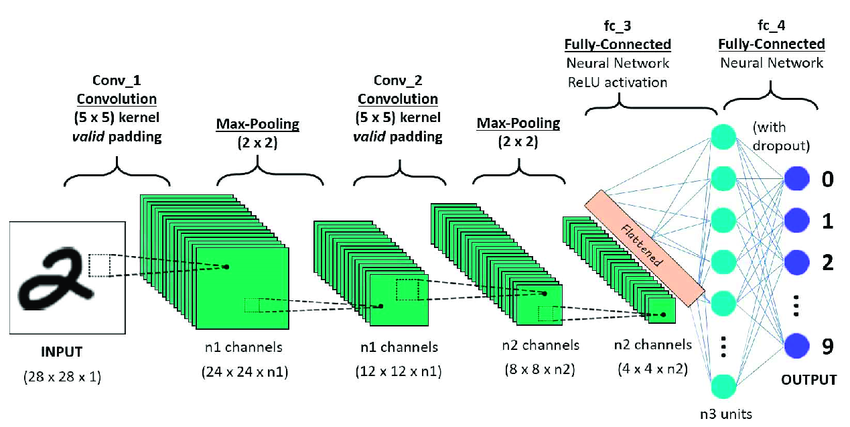 fc_3
Fully-Connected
Neural Network
ReLU activation
fc_4
Fully-Connected
Neural Network
Conv_1
Convolution
(5 x 5) kernel
valid padding
Max-Pooling
(2 x 2)
Conv_2
Convolution
(5 x 5) kernel
valid padding
Max-Pooling
(2 x 2)
(with
dropout)
Flattened
0
1
2
9
OUTPUT
INPUT
(28 x 28 x 1)
n1 channels
(24 x 24 x n1)
n1 channels
(12 x 12 x n1)
n2 channels
(8 x 8 x n2)
n2 channels
(4 x 4 x n2)
n3 units
2